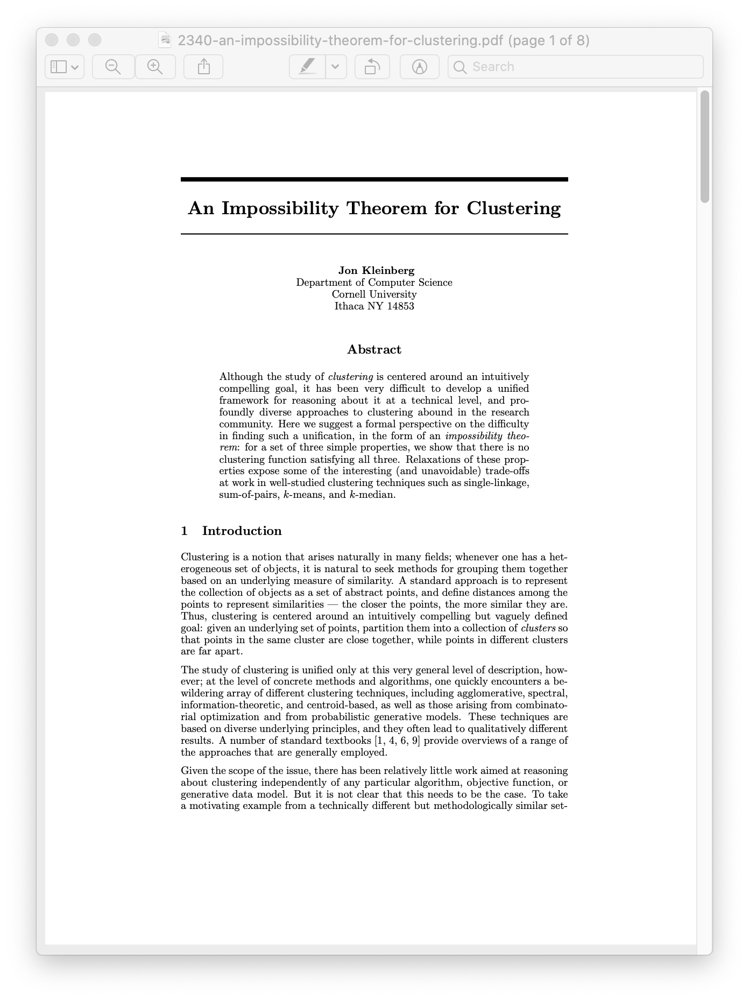 2340-an-impossibility-theorem-for-clustering.pdf (page 1 of 8)
Search
An Impossibility Theorem for Clustering
Jon Kleinberg
Department of Computer Science
Cornell University
Ithaca NY 14853
Abstract
Although the study of clustering is centered around an intuitively
compelling goal, it has been very difficult to develop a unified
framework for reasoning about it at a technical level, and pro-
foundly diverse approaches to clustering abound in the research
community. Here we suggest a formal perspective on the difficulty
in finding such a unification, in the form of an impossibility theo-
rem: for a set of three simple properties, we show that there is no
clustering function satisfying all three. Relaxations of these prop-
erties expose some of the interesting (and unavoidable) trade-offs
at work in well-studied clustering techniques such as single-linkage,
sum-of-pairs, k-means, and k-median.
1 Introduction
Clustering is a notion that arises naturally in many fields; whenever one has a het-
erogeneous set of objects, it is natural to seek methods for grouping them together
based on an underlying measure of similarity. A standard approach is to represent
the collection of objects as a set of abstract points, and define distances among the
points to represent similarities — the closer the points, the more similar they are.
Thus, clustering is centered around an intuitively compelling but vaguely defined
goal: given an underlying set of points, partition them into a collection of clusters so
that points in the same cluster are close together, while points in different clusters
are far apart.
The study of clustering is unified only at this very general level of description, how-
ever; at the level of concrete methods and algorithms, one quickly encounters a be-
wildering array of different clustering techniques, including agglomerative, spectral,
information-theoretic, and centroid-based, as well as those arising from combinato-
rial optimization and from probabilistic generative models. These techniques are
based on diverse underlying principles, and they often lead to qualitatively different
results. A number of standard textbooks [1, 4, 6, 9] provide overviews of a range of
the approaches that are generally employed.
Given the scope of the issue, there has been relatively little work aimed at reasoning
about clustering independently of any particular algorithm, objective function, or
generative data model. But it is not clear that this needs to be the case. To take
a motivating example from a technically different but methodologically similar set-